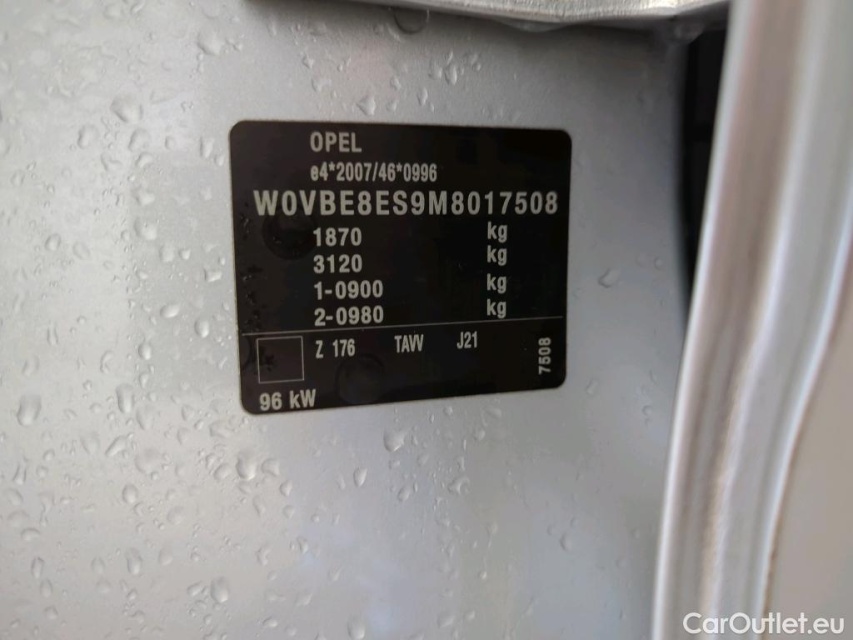 OPEL
e4*2007/46*0996
W0VBE8ES9M8017508
1870 kg
3120 kg
1-0900 kg
2-0980 kg
Z 176 TAW J21
7508
96 kW
CarOutlet.eu